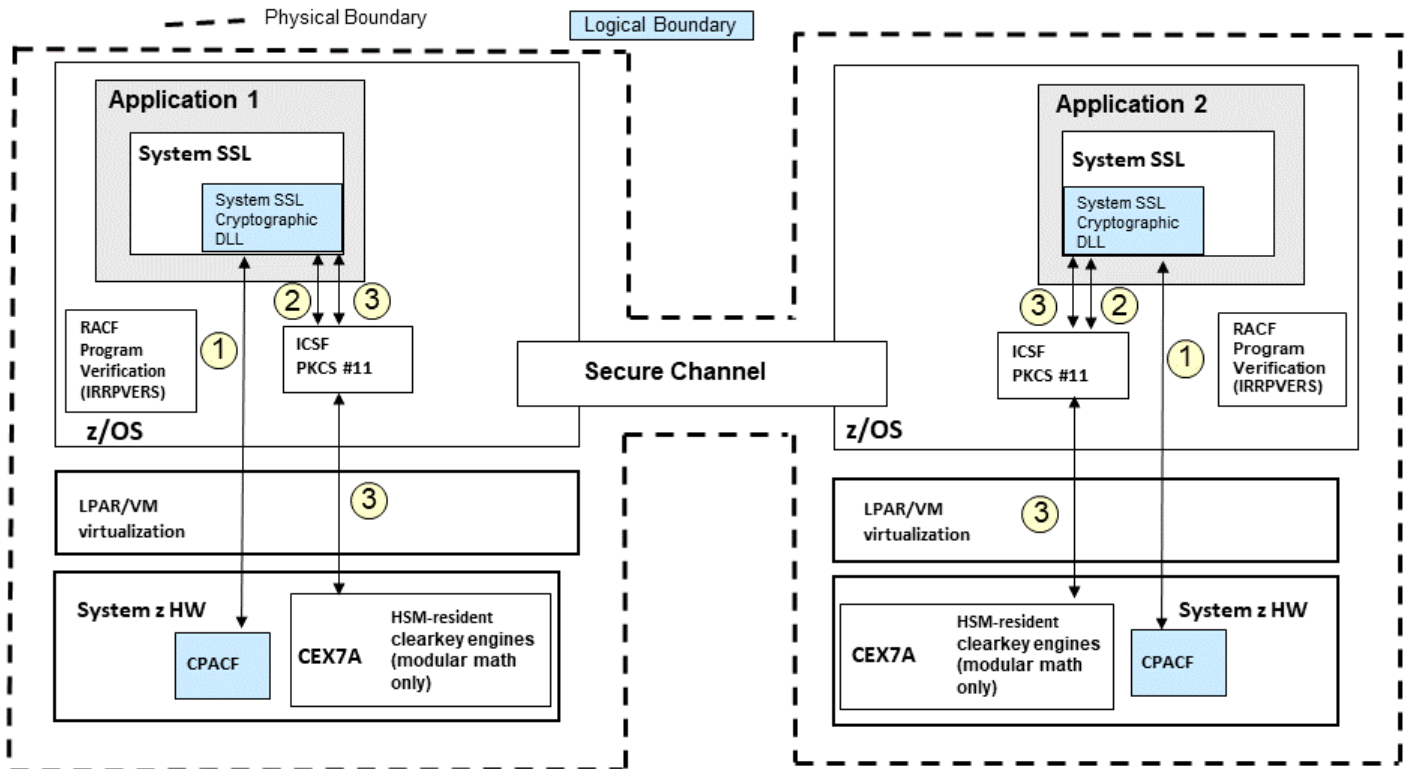 Physical Boundary
Logical Boundary
Application 1
System SSL
System SSL
Cryptographic
DLL
2
3
RACF
Program
Verification
(IRRPVERS)
1
ICSF
PKCS #11
z/OS
LPAR/VM
virtualization
3
System z HW
CPACF
CEX7A
HSM-resident
clearkey engines
(modular math
only)
Secure Channel
Application 2
System SSL
System SSL
Cryptographic
DLL
3
2
ICSF
PKCS #11
1
RACF
Program
Verification
(IRRPVERS)
z/OS
LPAR/VM
virtualization
3
CEX7A
HSM-resident
clearkey engines
(modular math
only)
System z HW
CPACF